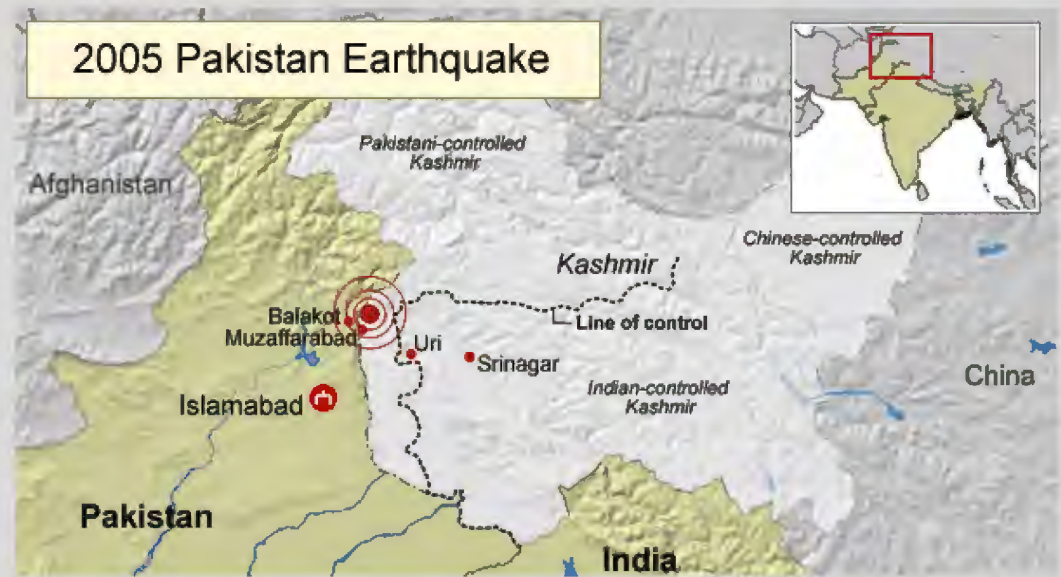 2005 Pakistan Earthquake
Pakistani-controlled
Kashmir
Afghanistan
Chinese-controlled
Kashmir
Kashmir
Balakot
Muzaffarabad
Line of control
Uri
Srinagar
Indian-controlled
Kashmir
China
Islamabad
Pakistan
India